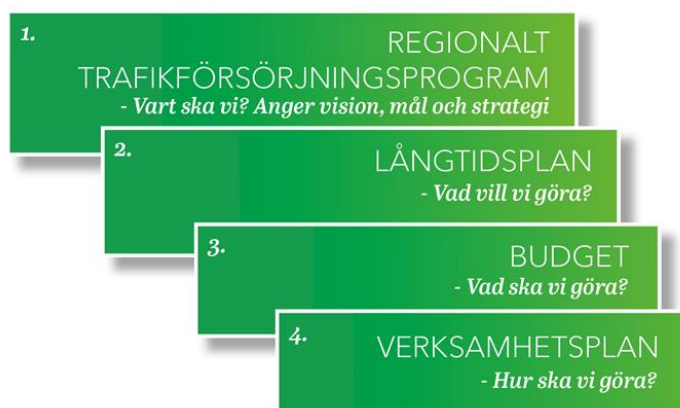 1.
REGIONALT
TRAFIKFÖRSÖRJNINGSPROGRAM
- Vart ska vi? Anger vision, mål och strategi
2.
LÅNGTIDSPLAN
- Vad vill vi göra?
3.
BUDGET
- Vad ska vi göra?
4.
VERKSAMHETSPLAN
- Hur ska vi göra?